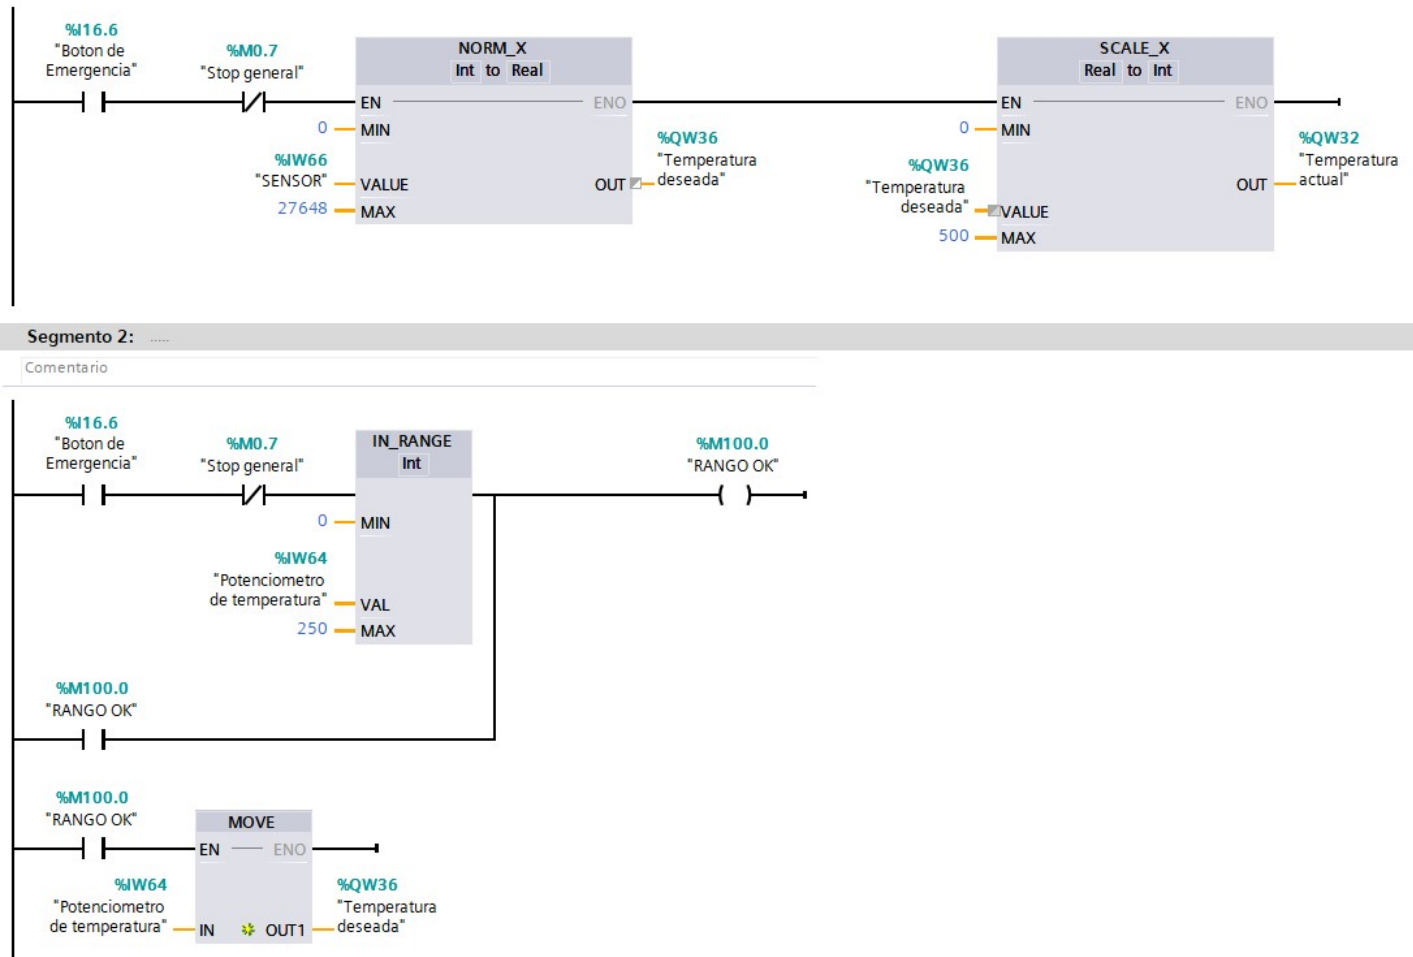 %I16.6
"Boton de
Emergencia"
%M0.7
"Stop general"
NORM_X
Int to Real
EN
ENO
0
MIN
%IW66
"SENSOR"
VALUE
27648
MAX
OUT
%QW36
"Temperatura
deseada"
SCALE_X
Real to Int
EN
ENO
0
MIN
%QW36
"Temperatura
deseada"
VALUE
500
MAX
OUT
%QW32
"Temperatura
actual"
Segmento 2: .....
Comentario
%I16.6
"Boton de
Emergencia"
%M0.7
"Stop general"
IN_RANGE
Int
0
MIN
%IW64
"Potenciometro
de temperatura"
VAL
250
MAX
%M100.0
"RANGO OK"
%M100.0
"RANGO OK"
%M100.0
"RANGO OK"
MOVE
EN
ENO
%IW64
"Potenciometro
de temperatura"
IN
OUT1
%QW36
"Temperatura
deseada"